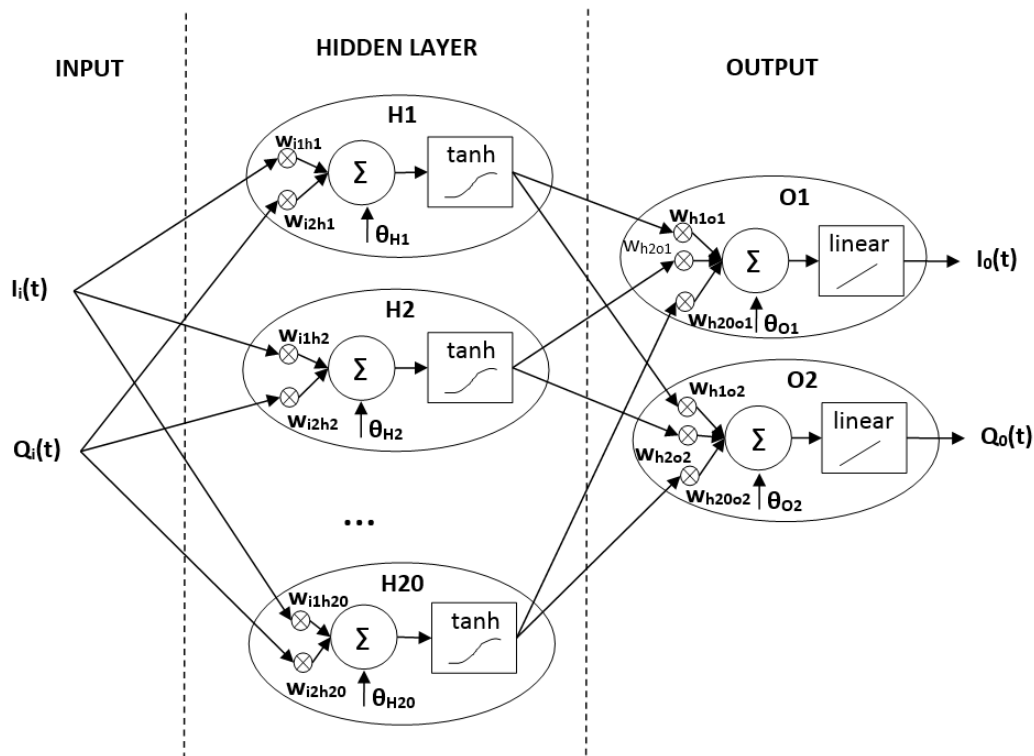 INPUT
HIDDEN LAYER
OUTPUT
Iᵢ(t)
Qᵢ(t)
H1
wi1h1
wi2h1
Σ
θH1
tanh
H2
wi1h2
wi2h2
Σ
θH2
tanh
...
H20
wi1h20
wi2h20
Σ
θH20
tanh
O1
wh1o1
wh2o1
wh20o1
Σ
θO1
linear
I₀(t)
O2
wh1o2
wh2o2
wh20o2
Σ
θO2
linear
Q₀(t)